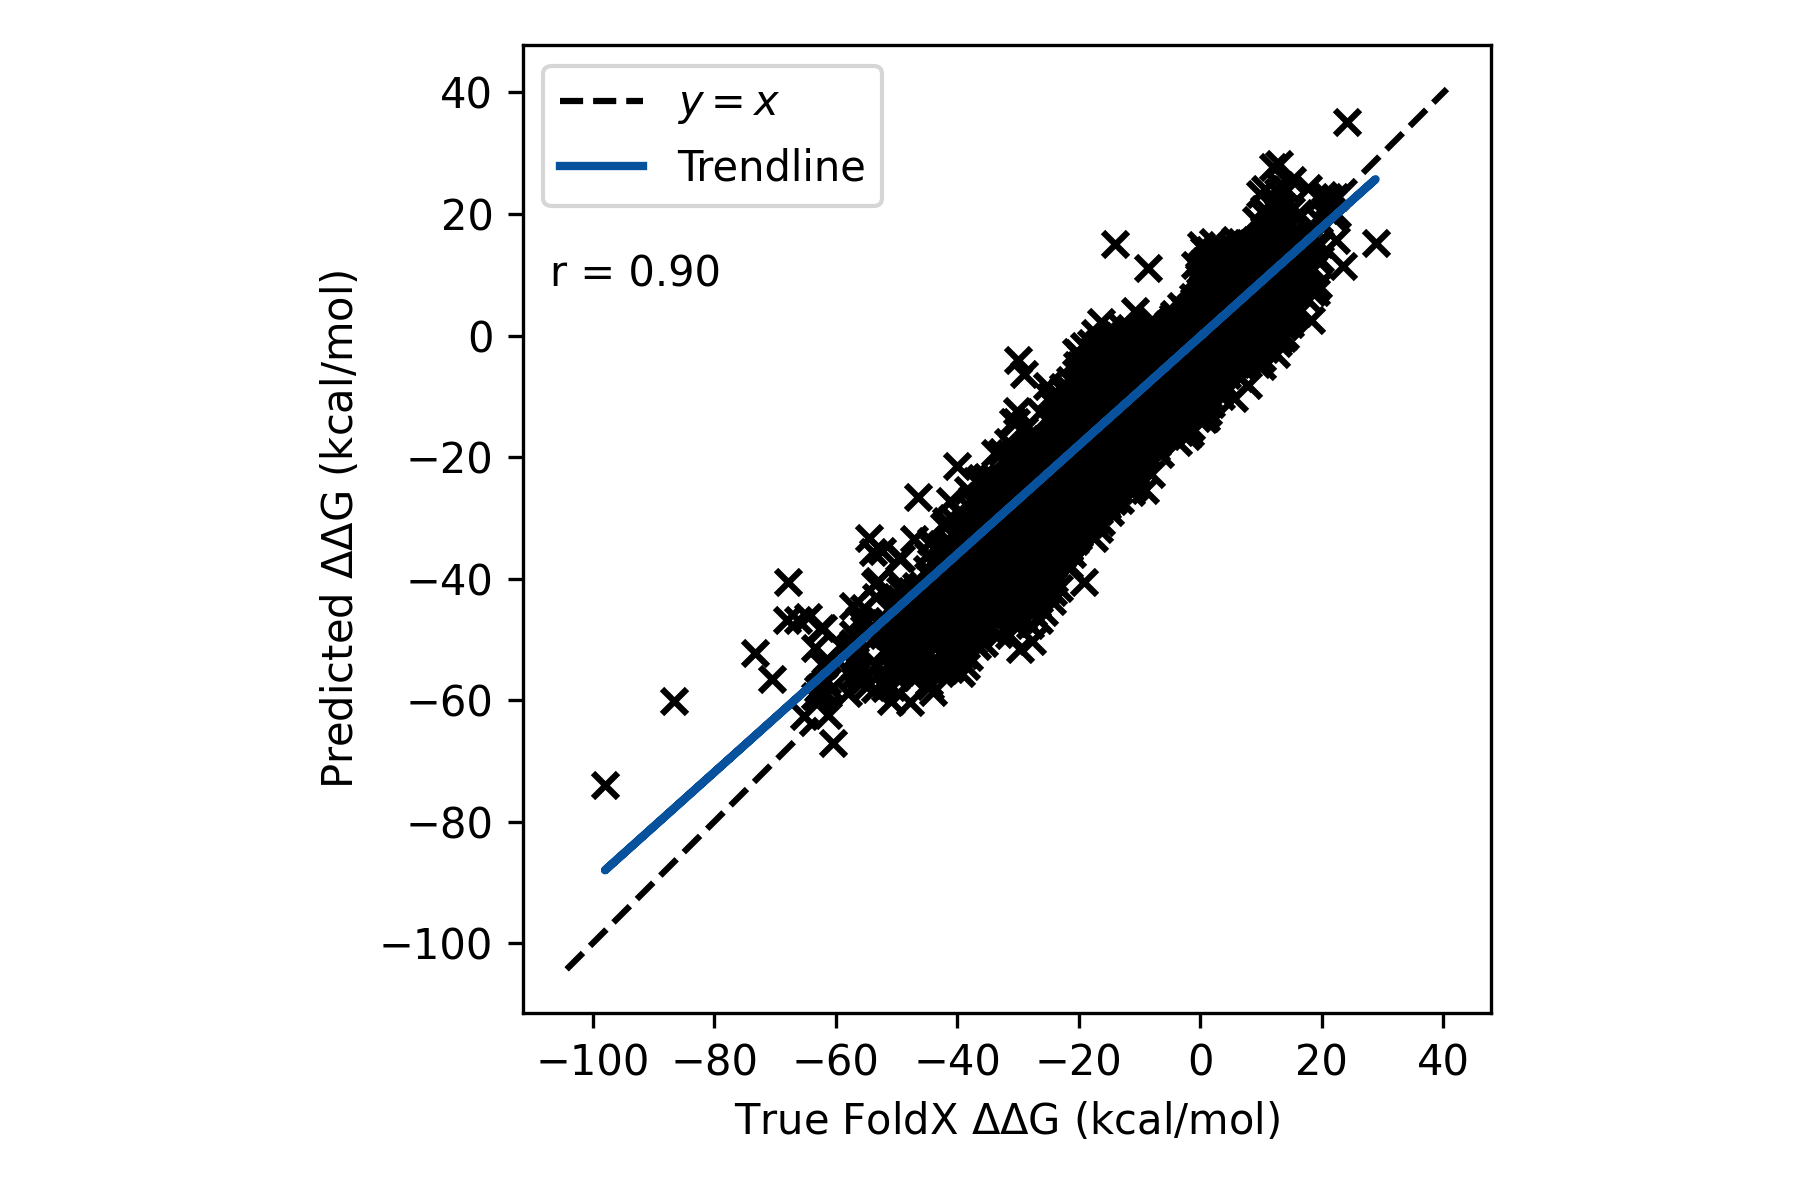 y = x
Trendline
r = 0.90
Predicted ΔΔG (kcal/mol)
40
20
0
−20
−40
−60
−80
−100
−100 −80 −60 −40 −20 0 20 40
True FoldX ΔΔG (kcal/mol)